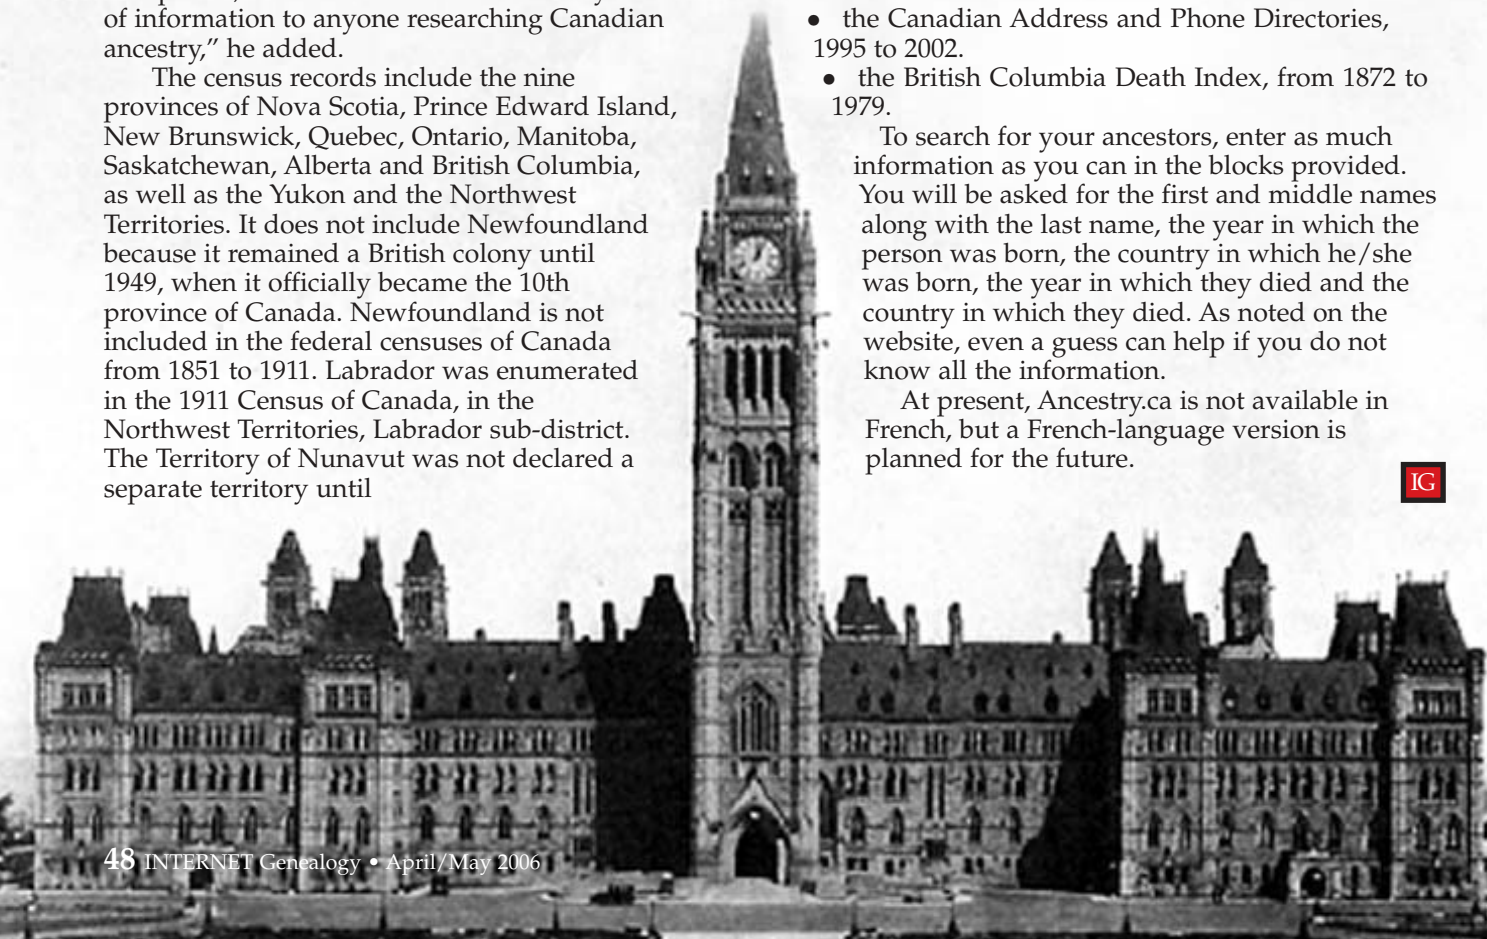 of information to anyone researching Canadian
ancestry,” he added.
The census records include the nine
provinces of Nova Scotia, Prince Edward Island,
New Brunswick, Quebec, Ontario, Manitoba,
Saskatchewan, Alberta and British Columbia,
as well as the Yukon and the Northwest
Territories. It does not include Newfoundland
because it remained a British colony until
1949, when it officially became the 10th
province of Canada. Newfoundland is not
included in the federal censuses of Canada
from 1851 to 1911. Labrador was enumerated
in the 1911 Census of Canada, in the
Northwest Territories, Labrador sub-district.
The Territory of Nunavut was not declared a
separate territory until
• the Canadian Address and Phone Directories,
1995 to 2002.
• the British Columbia Death Index, from 1872 to
1979.
To search for your ancestors, enter as much
information as you can in the blocks provided.
You will be asked for the first and middle names
along with the last name, the year in which the
person was born, the country in which he/she
was born, the year in which they died and the
country in which they died. As noted on the
website, even a guess can help if you do not
know all the information.
At present, Ancestry.ca is not available in
French, but a French-language version is
planned for the future.
IG
48 INTERNET Genealogy • April/May 2006